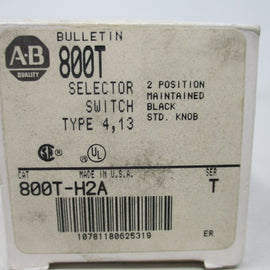 A-B
QUALITY
BULLETIN
800T
SELECTOR
SWITCH
TYPE 4,13
2 POSITION
MAINTAINED
BLACK
STD. KNOB
CAT
MADE IN U.S.A.
SER
800T-H2A
T
10781180625319
ER